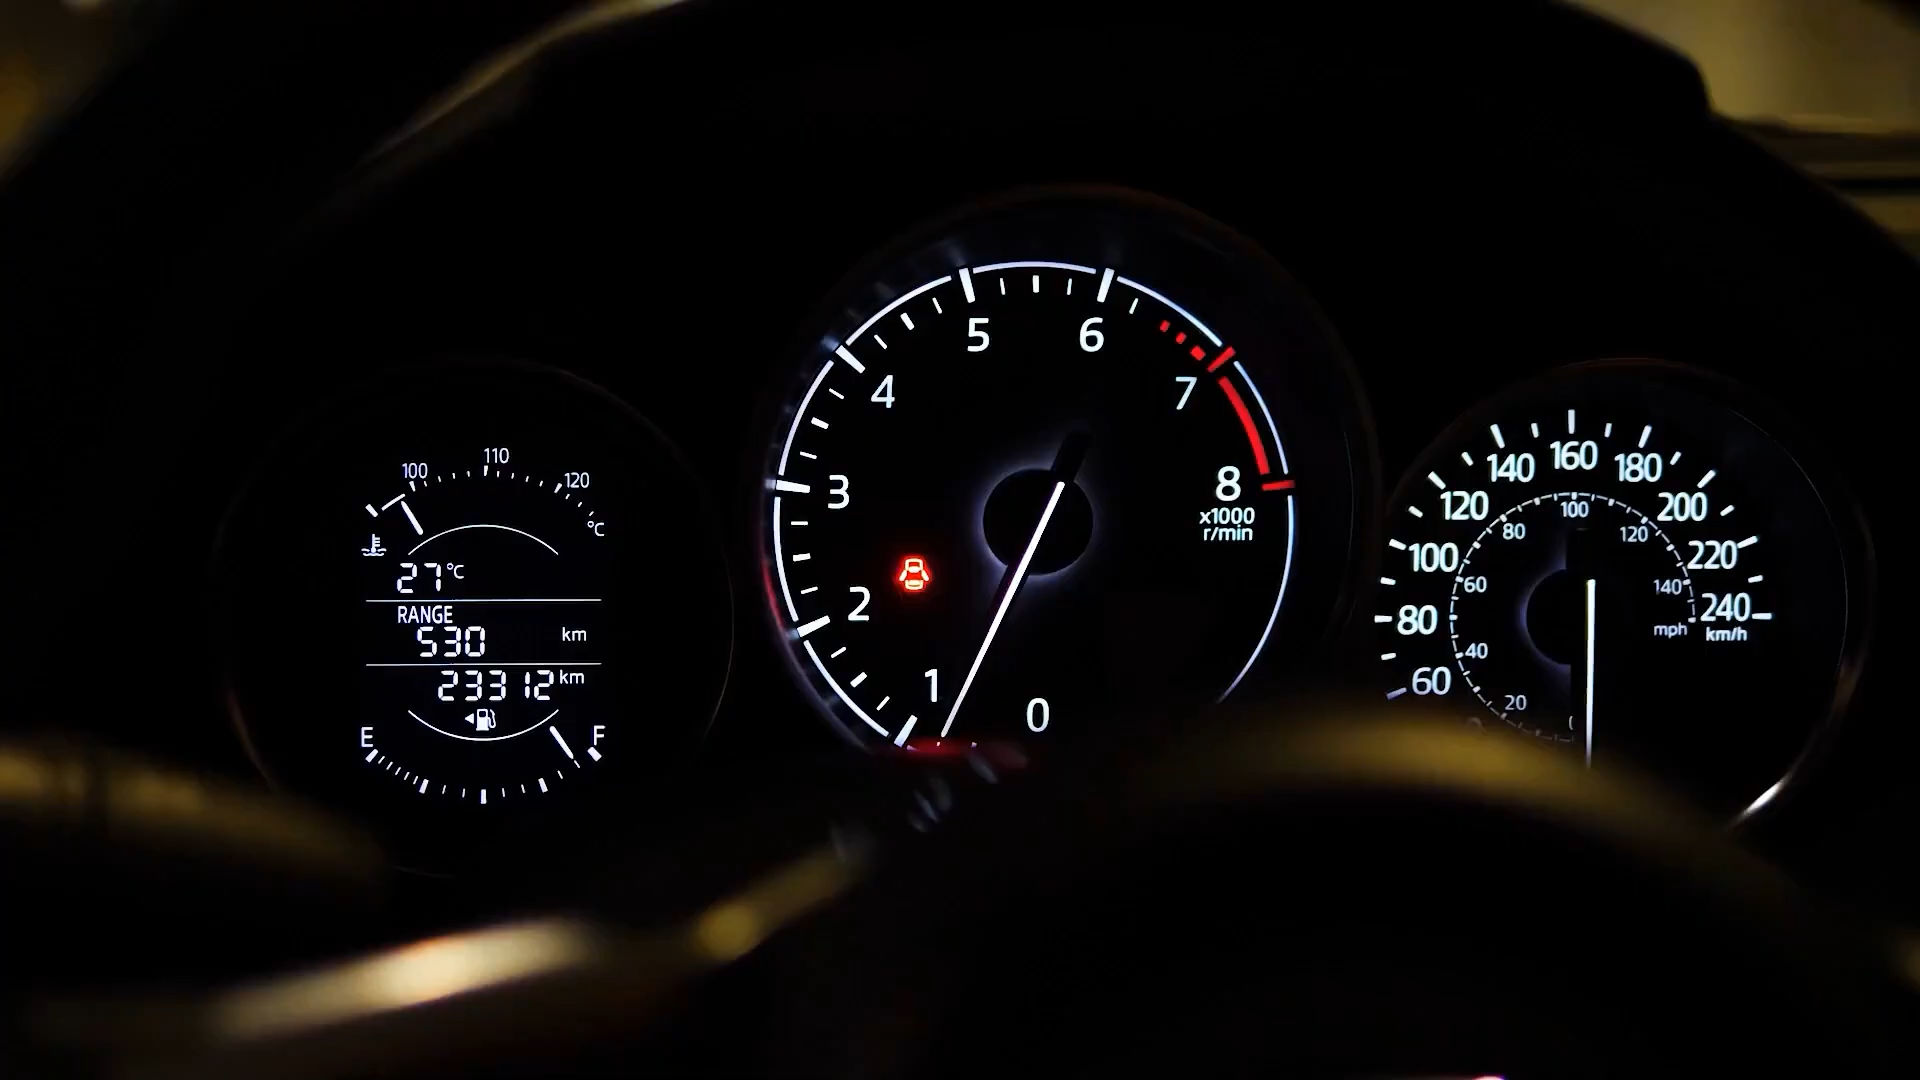 100 110 120
°C
27 °C
RANGE
530 km
23312 km
E F
0
1
2
3
4
5
6
7
8
x1000
r/min
60
80
100
120
140
160
180
200
220
240
km/h
20
40
60
80
100
120
140
mph